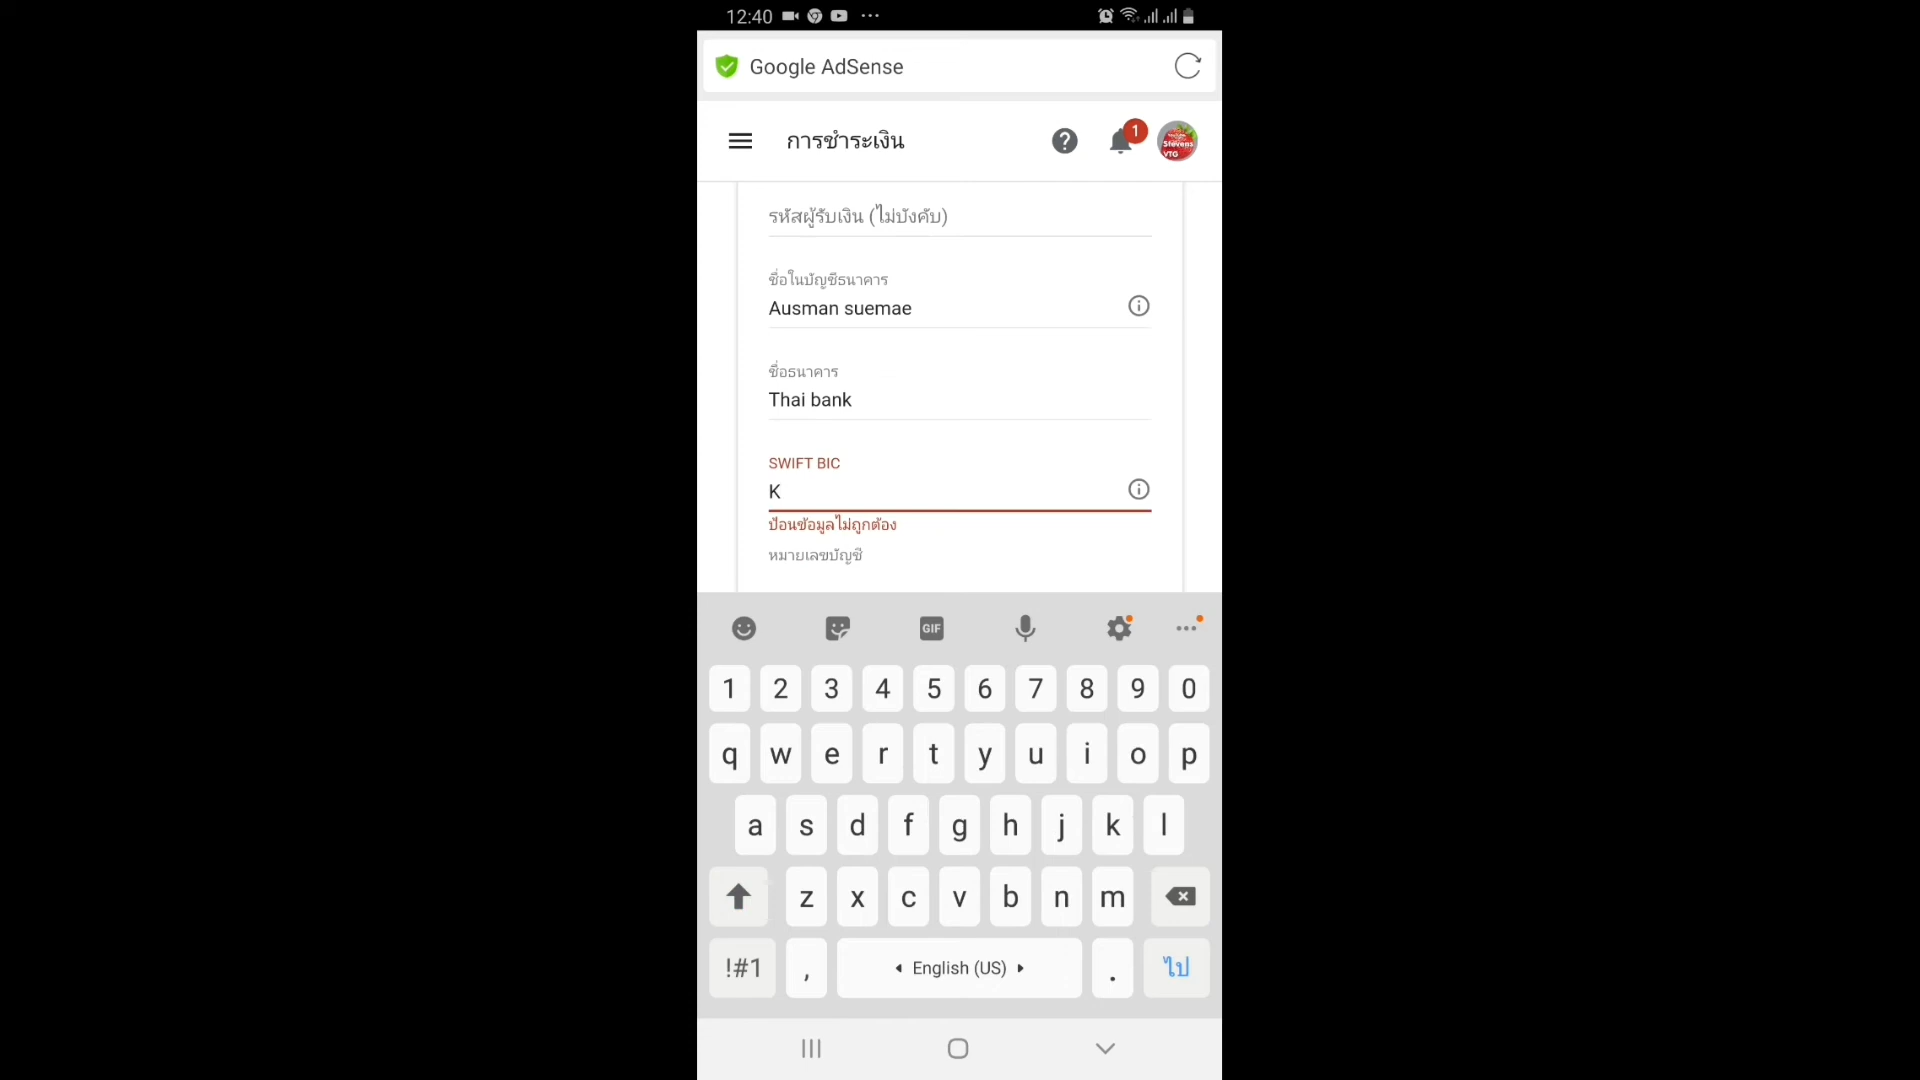 12:40
Google AdSense
การชำระเงิน
1
Stevens
VTG
รหัสผู้รับเงิน (ไม่บังคับ)
ชื่อในบัญชีธนาคาร
Ausman suemae
ชื่อธนาคาร
Thai bank
SWIFT BIC
K
ป้อนข้อมูลไม่ถูกต้อง
หมายเลขบัญชี
GIF
1 2 3 4 5 6 7 8 9 0
q w e r t y u i o p
a s d f g h j k l
z x c v b n m
!#1 , English (US) . ไป